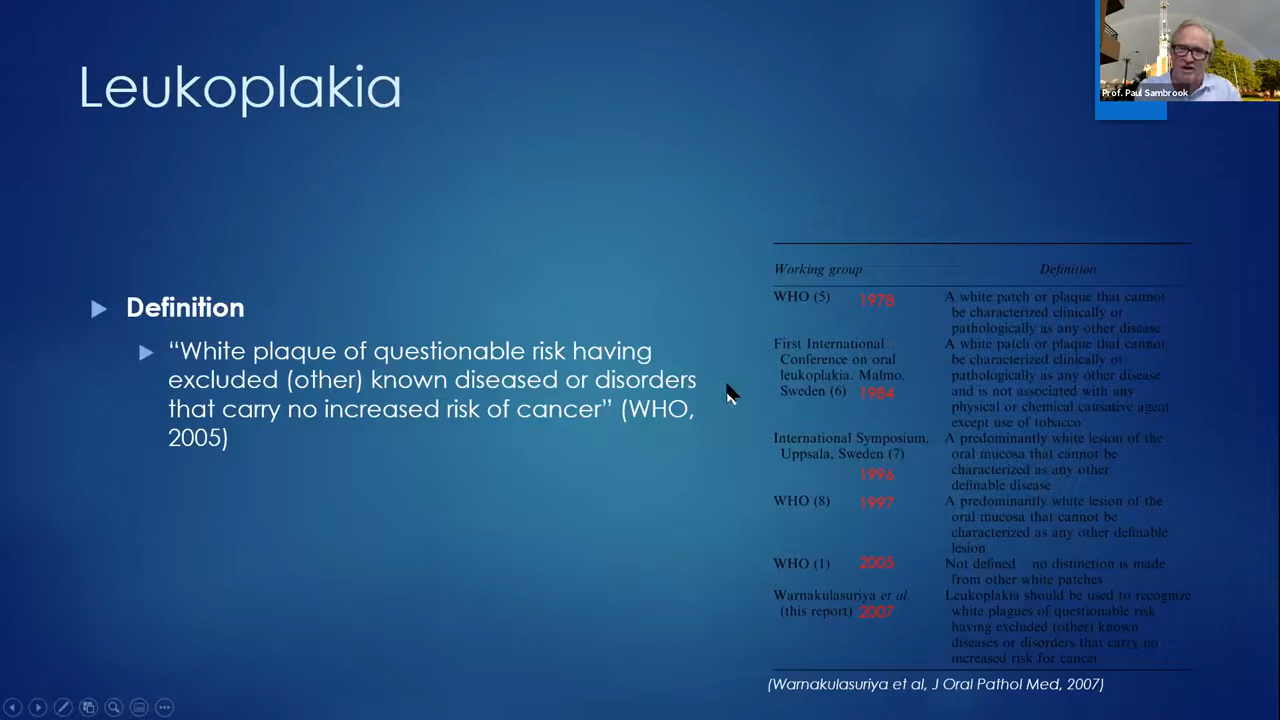 Leukoplakia
Prof. Paul Sambrook
Definition
“White plaque of questionable risk having
excluded (other) known diseased or disorders
that carry no increased risk of cancer” (WHO,
2005)
Working group
Definition
WHO (5) 1978
A white patch or plaque that cannot
be characterized clinically or
pathologically as any other disease
First International
Conference on oral
leukoplakia. Malmo.
Sweden (6) 1984
A white patch or plaque that cannot
be characterized clinically or
pathologically as any other disease
and is not associated with any
physical or chemical causative agent
except use of tobacco
International Symposium.
Uppsala, Sweden (7)
1996
A predominantly white lesion of the
oral mucosa that cannot be
characterized as any other
definable disease
WHO (8) 1997
A predominantly white lesion of the
oral mucosa that cannot be
characterized as any other definable
lesion
WHO (1) 2005
Not defined no distinction is made
from other white patches
Warnakulasuriya et al.
(this report) 2007
Leukoplakia should be used to recognize
white plagues of questionable risk
having excluded (other) known
diseases or disorders that carry no
increased risk for cancer
(Warnakulasuriya et al, J Oral Pathol Med, 2007)